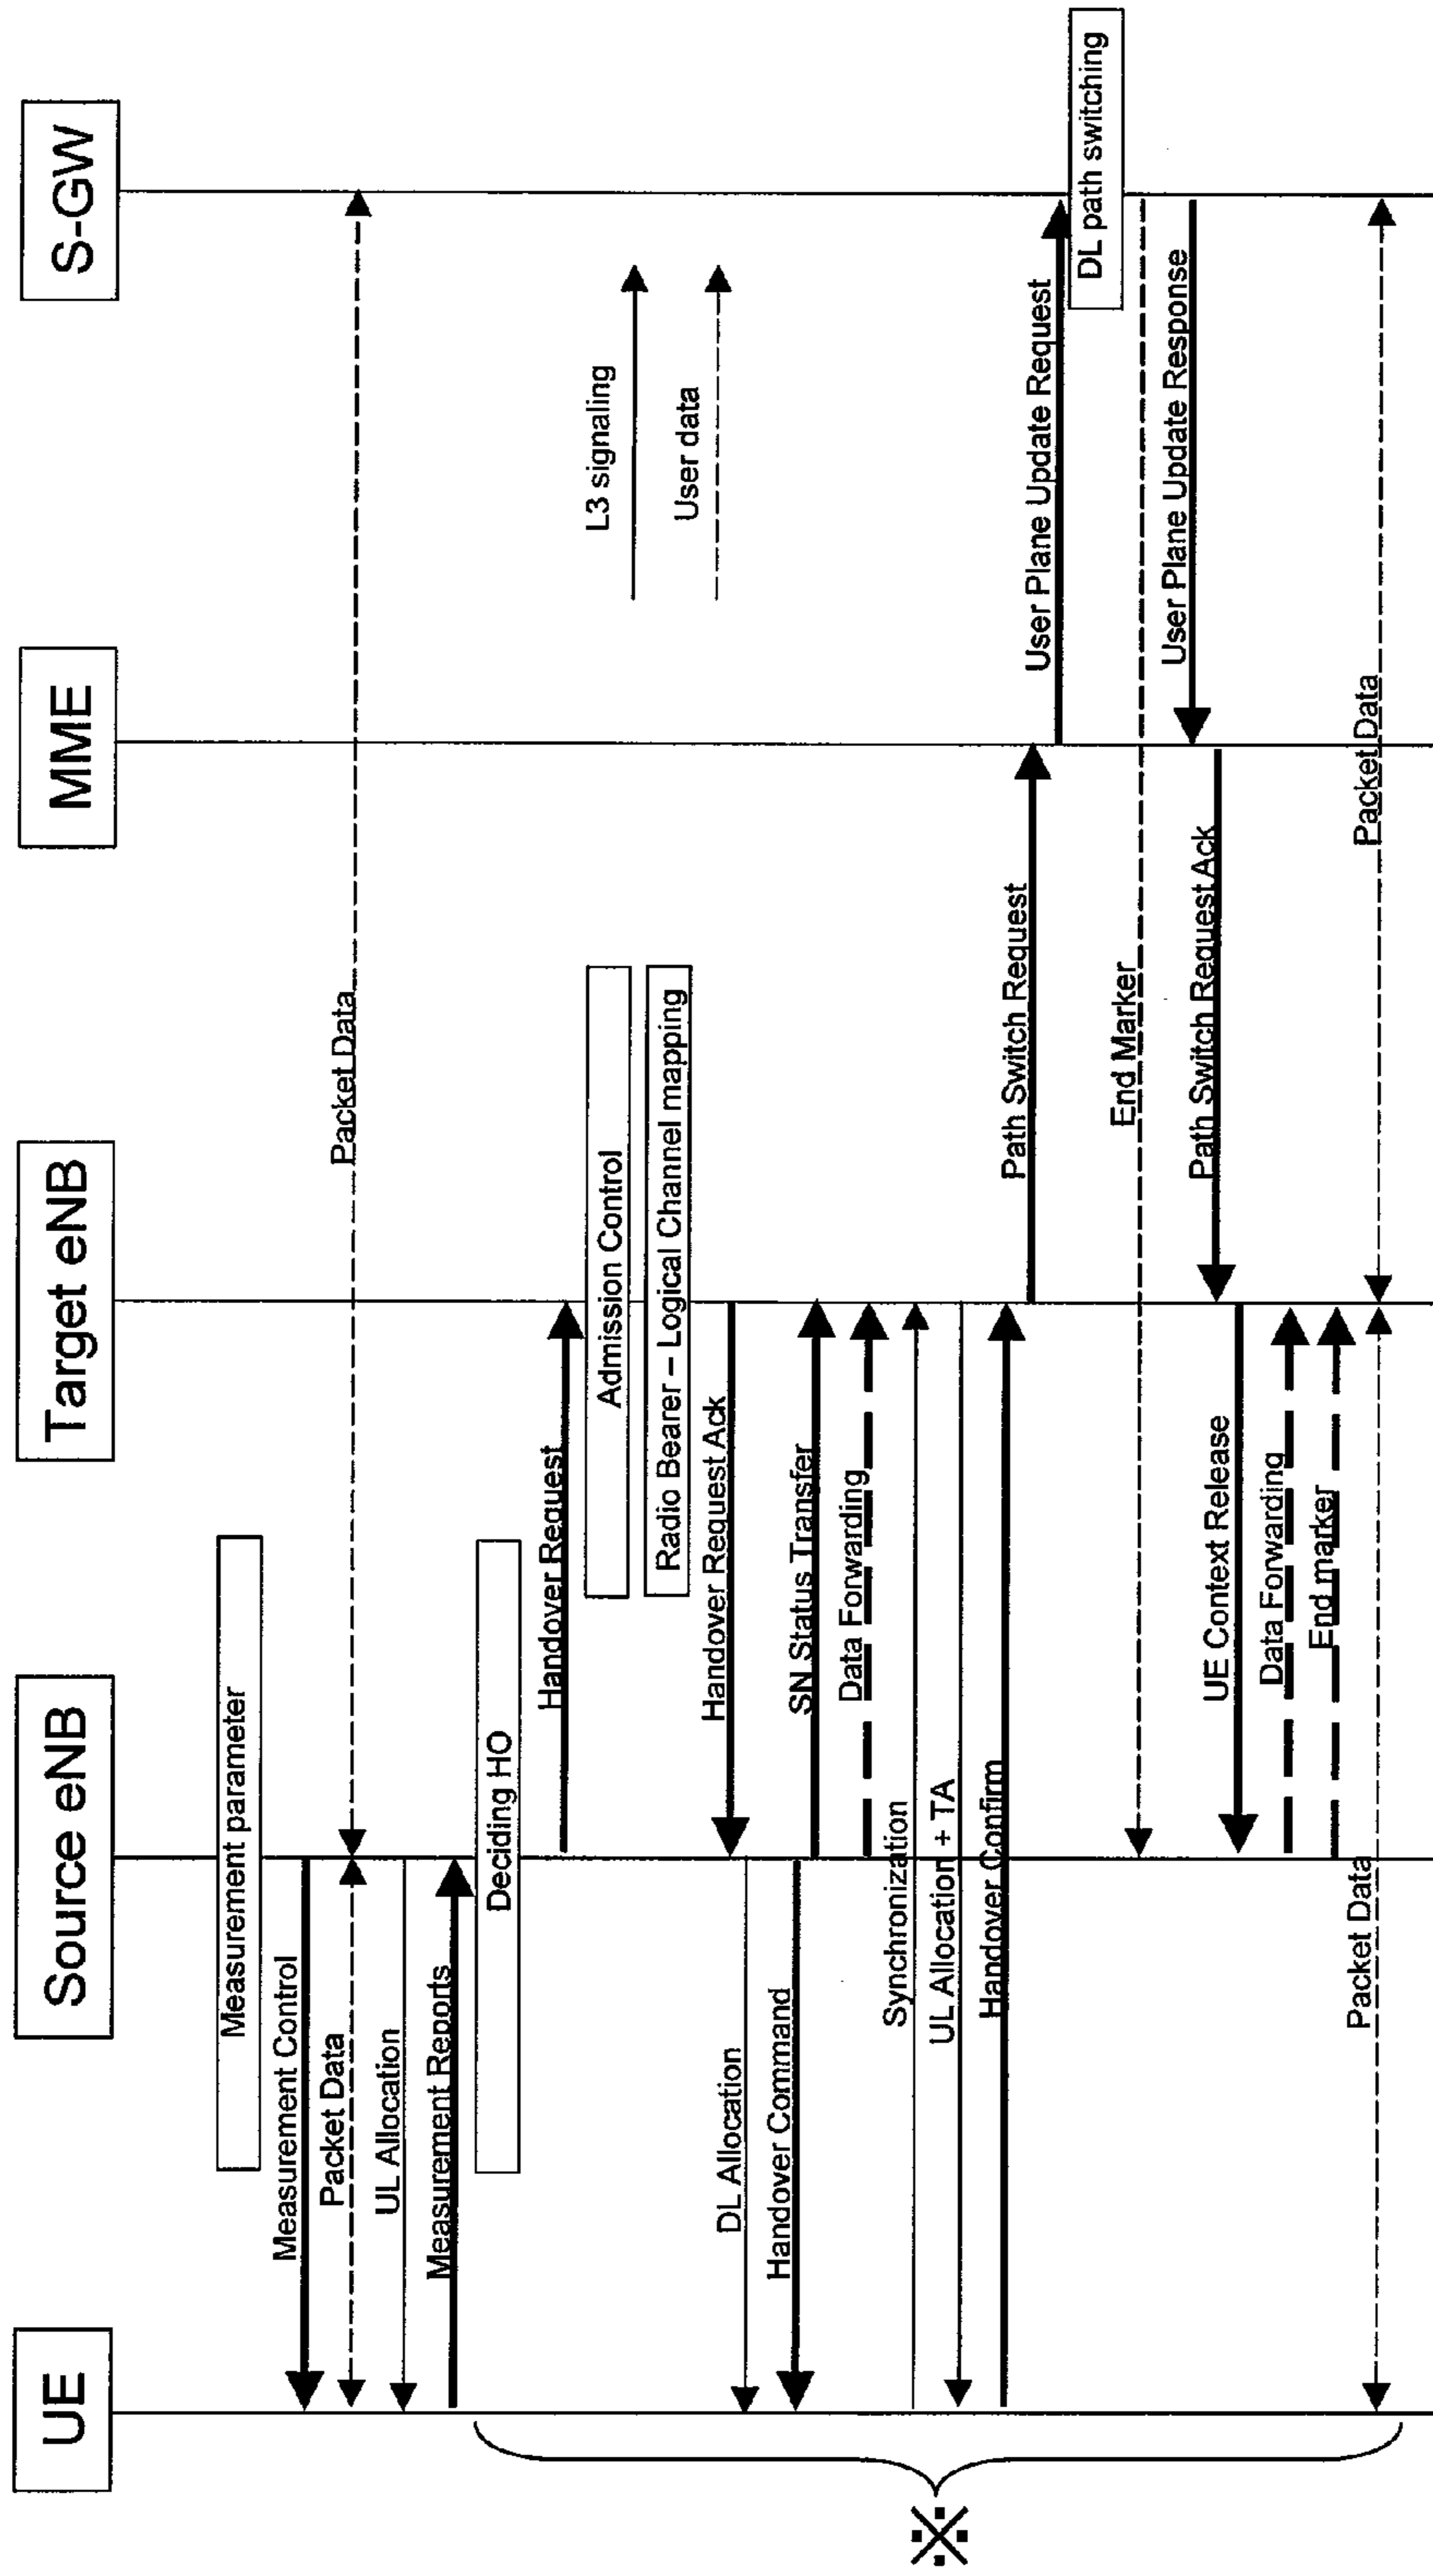 UE
Source eNB
Target eNB
MME
S-GW
Measurement parameter
Measurement Control
Packet Data
Packet Data
UL Allocation
Measurement Reports
Deciding HO
Handover Request
Admission Control
L3 signaling
Radio Bearer – Logical Channel mapping
User data
Handover Request Ack
DL Allocation
Handover Command
SN Status Transfer
Data Forwarding
Synchronization
UL Allocation + TA
Handover Confirm
Path Switch Request
User Plane Update Request
DL path switching
End Marker
User Plane Update Response
Path Switch Request Ack
UE Context Release
Data Forwarding
End marker
Packet Data
Packet Data
※